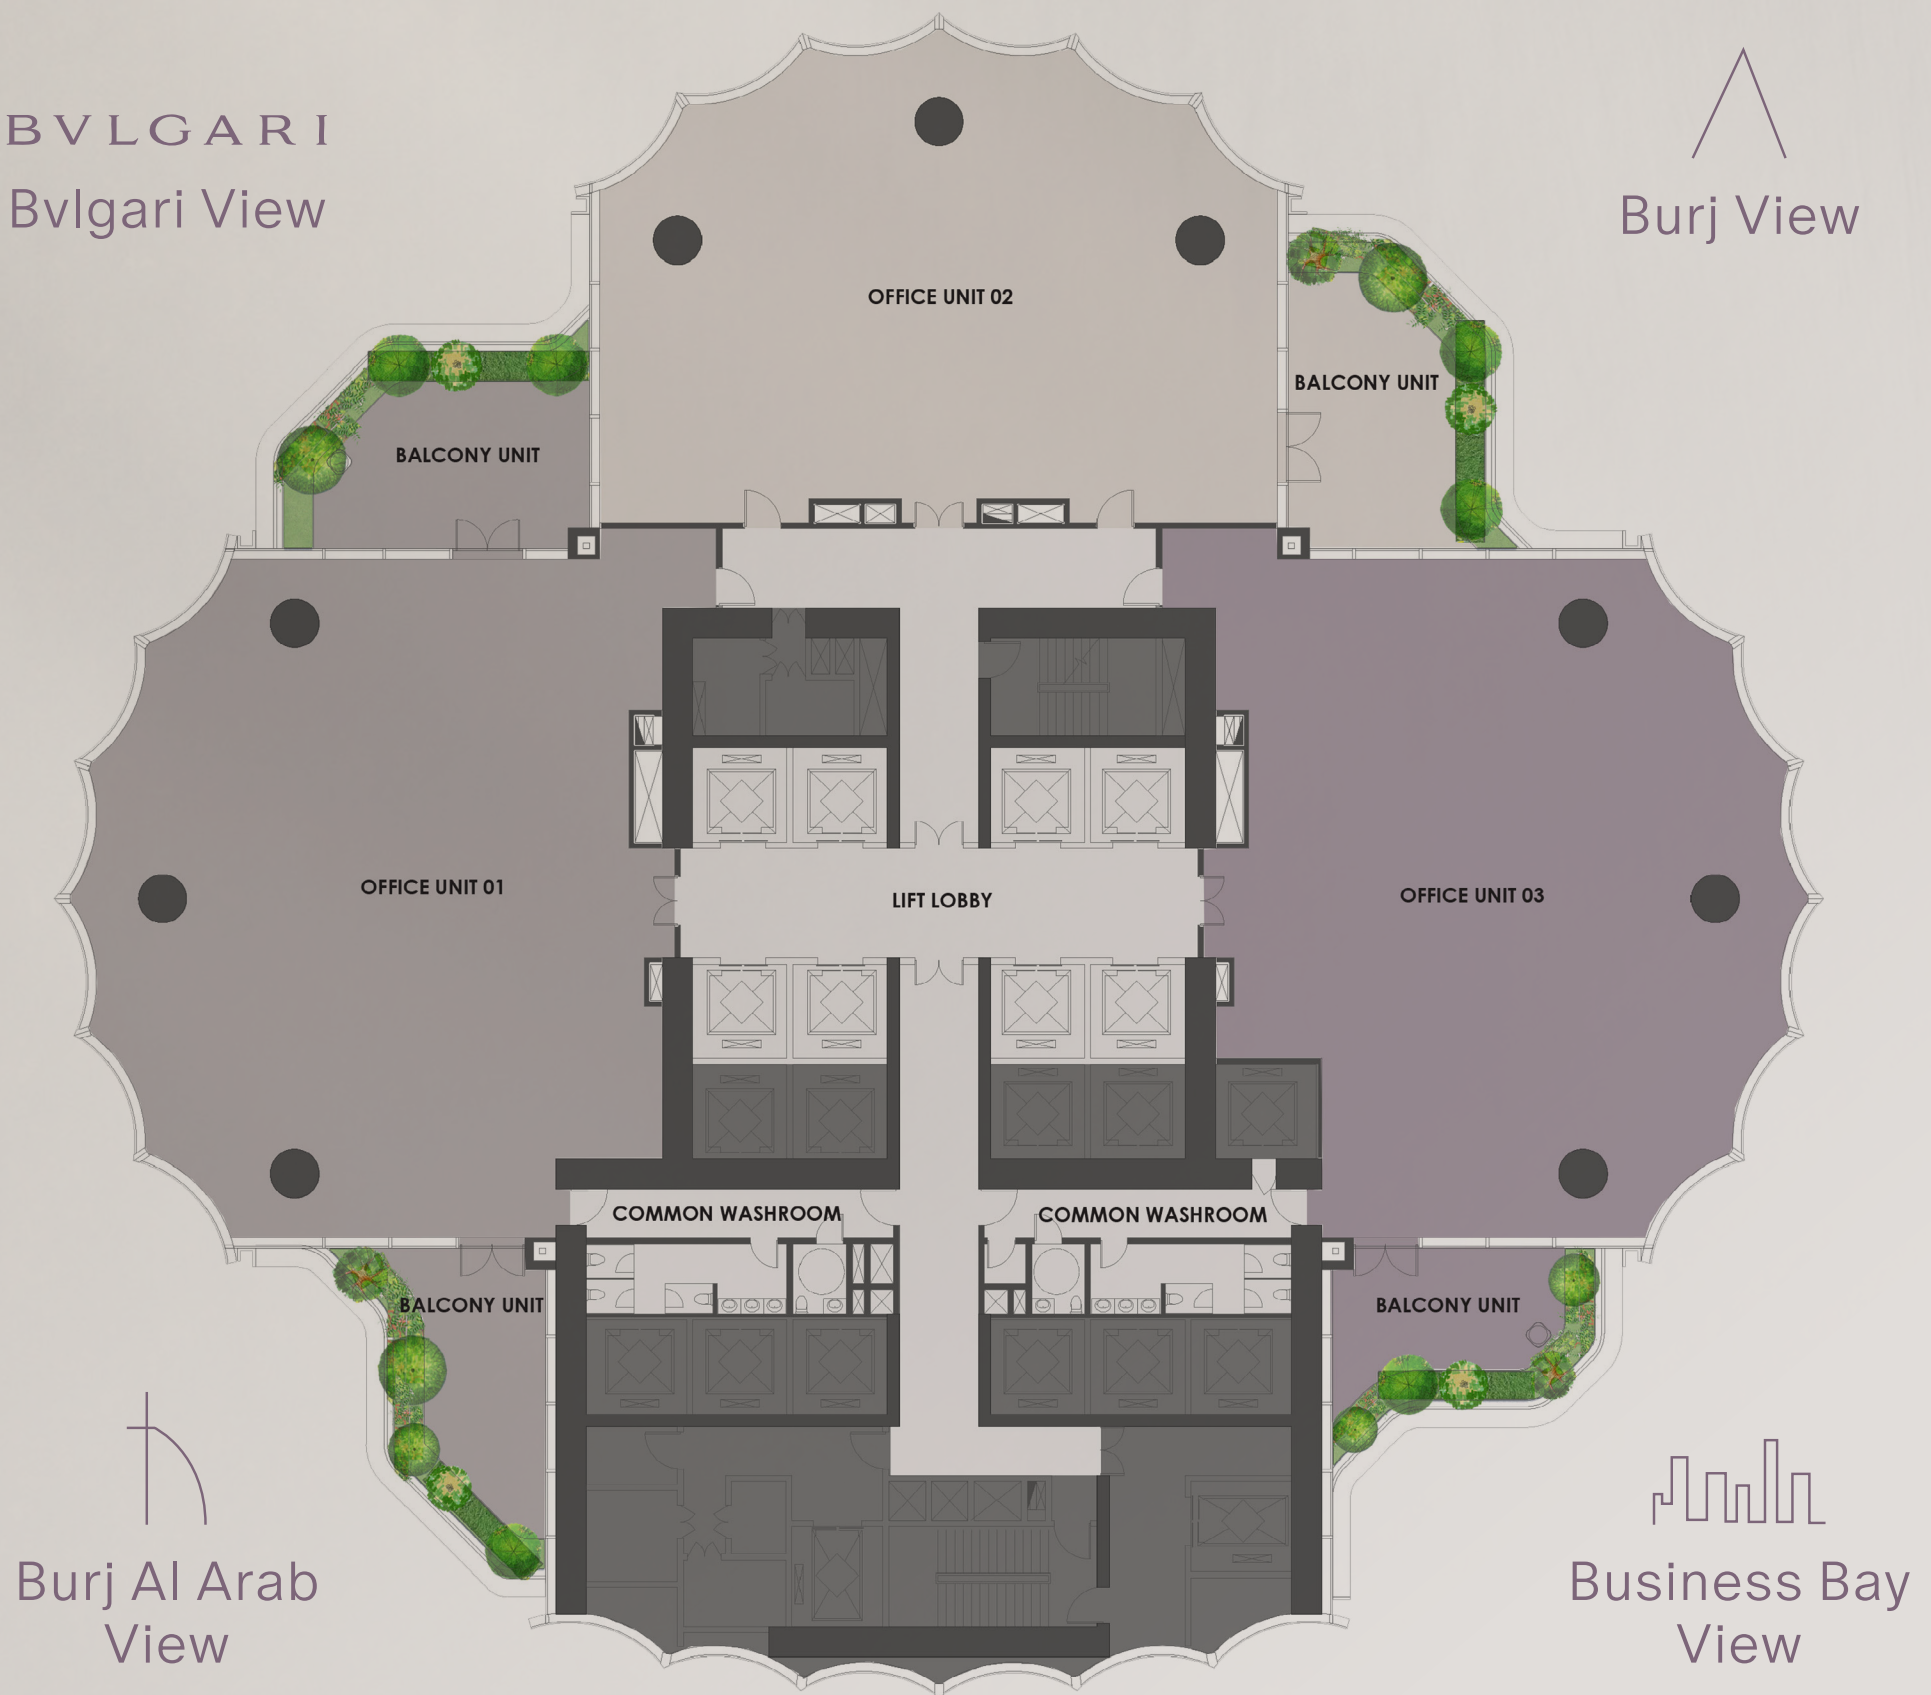 BVLGARI
Bvlgari View
Burj View
OFFICE UNIT 02
BALCONY UNIT
BALCONY UNIT
OFFICE UNIT 01
LIFT LOBBY
OFFICE UNIT 03
COMMON WASHROOM
COMMON WASHROOM
BALCONY UNIT
BALCONY UNIT
Burj Al Arab
View
Business Bay
View